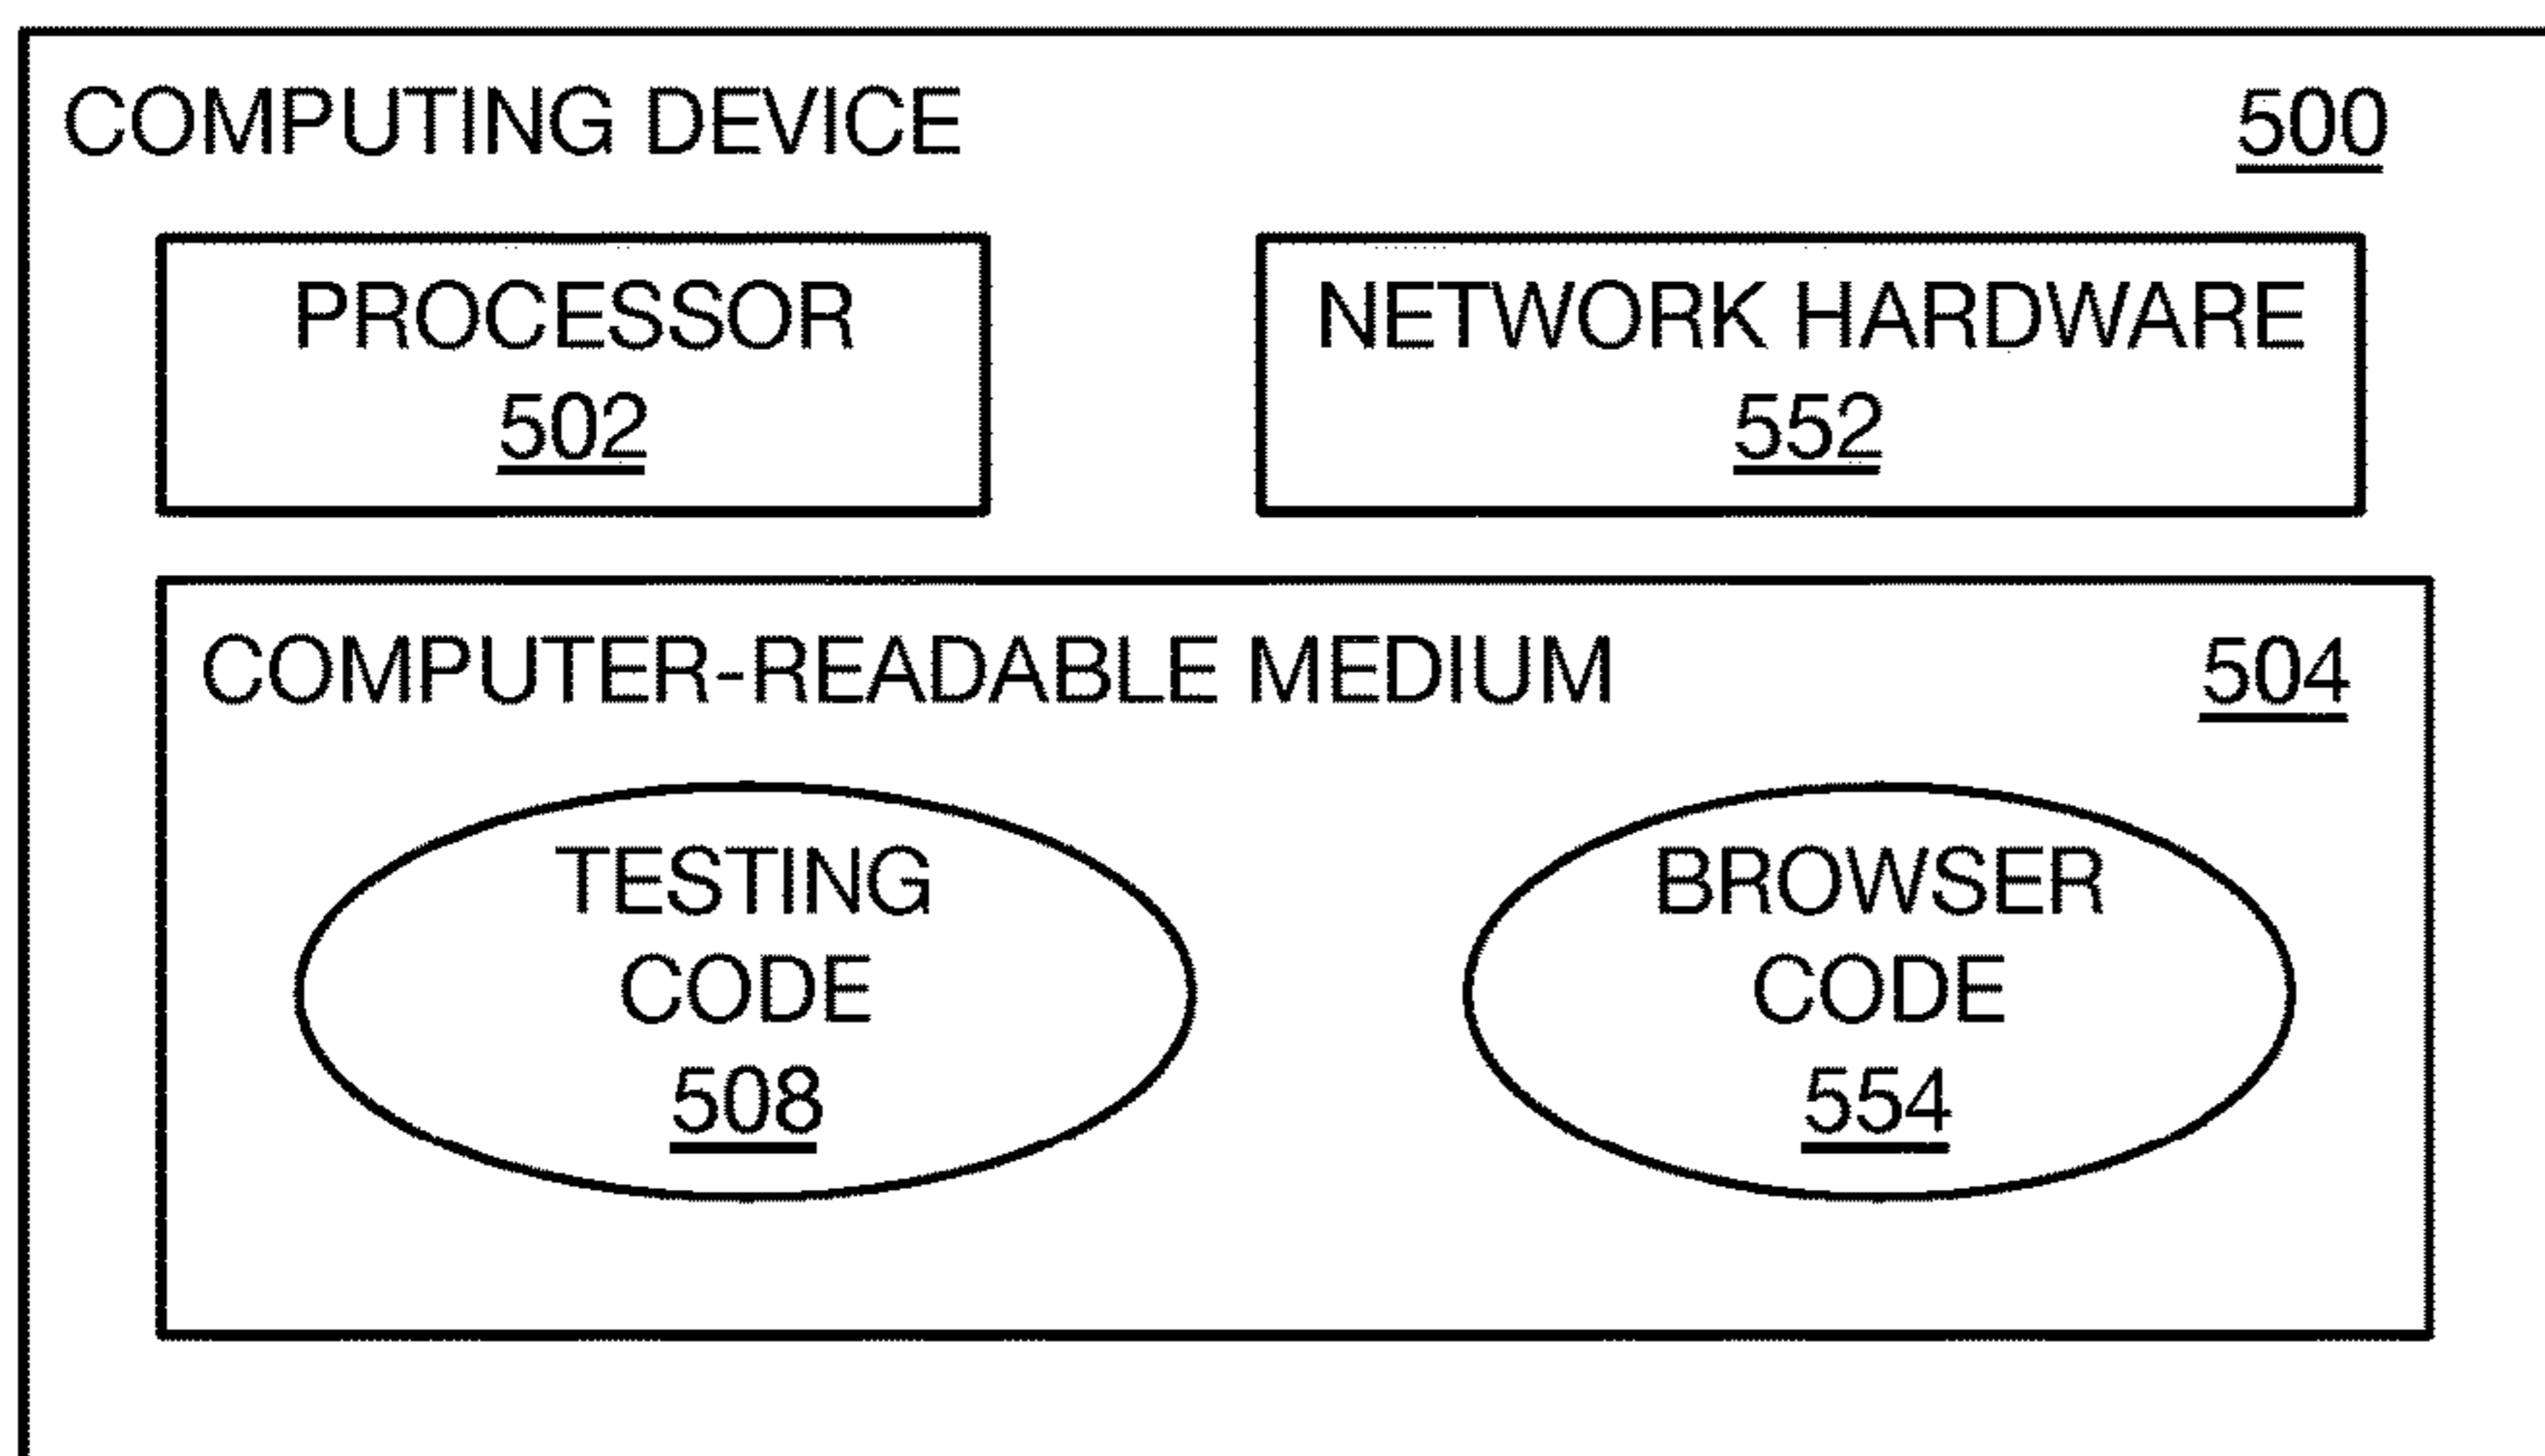 COMPUTING DEVICE 500
PROCESSOR
502
NETWORK HARDWARE
552
COMPUTER-READABLE MEDIUM 504
TESTING
CODE
508
BROWSER
CODE
554